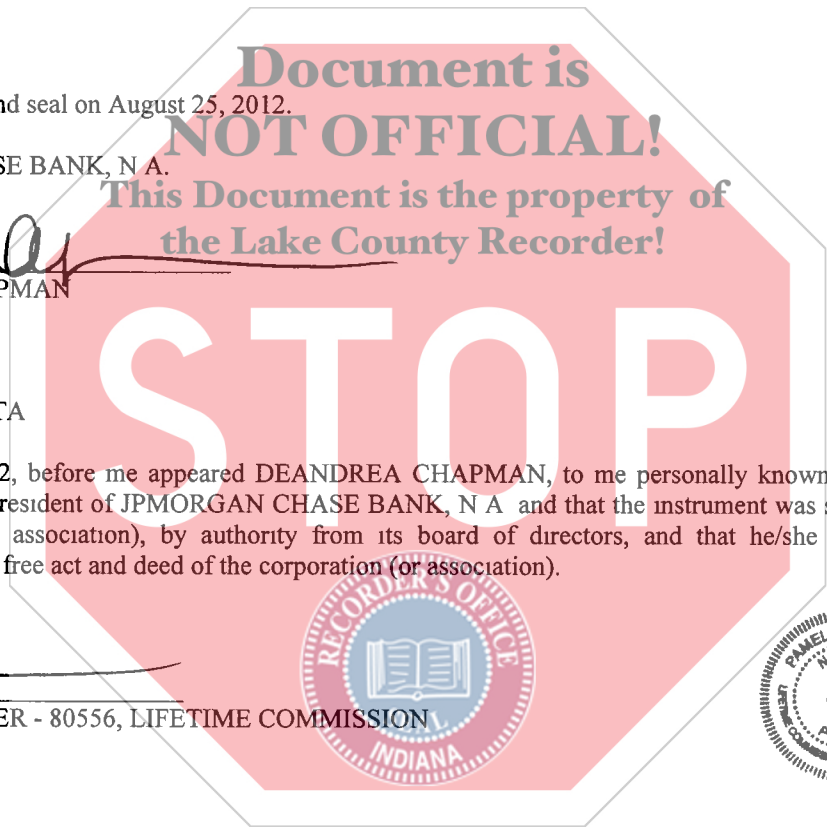 Document is
nd seal on August 25, 2012.
NOT OFFICIAL!
SE BANK, N A.
This Document is the property of
the Lake County Recorder!
PMAN
STOP
TA
2, before me appeared DEANDREA CHAPMAN, to me personally known
resident of JPMORGAN CHASE BANK, N A and that the instrument was s
association), by authority from its board of directors, and that he/she
free act and deed of the corporation (or association).
RECORDER'S OFFICE
ER - 80556, LIFETIME COMMISSION
INDIANA
PAMEL
LIFETIME COMMISS